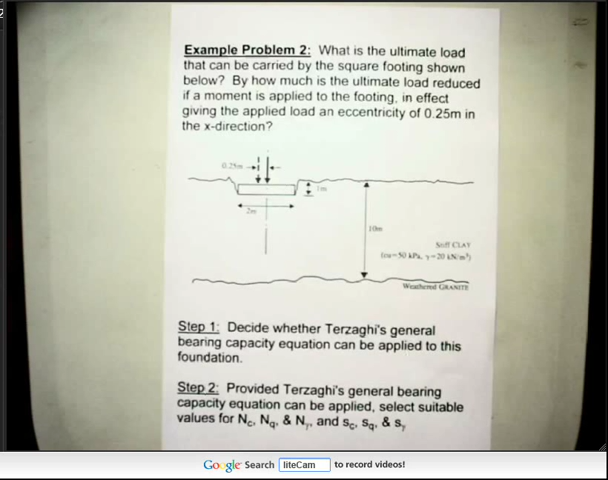 2
Example Problem 2: What is the ultimate load
that can be carried by the square footing shown
below? By how much is the ultimate load reduced
if a moment is applied to the footing, in effect
giving the applied load an eccentricity of 0.25m in
the x-direction?
0.25m
1m
2m
10m
Stiff CLAY
(cu=50 kPa, γ=20 kN/m³)
Weathered GRANITE
Step 1: Decide whether Terzaghi's general
bearing capacity equation can be applied to this
foundation.
Step 2: Provided Terzaghi's general bearing
capacity equation can be applied, select suitable
values for Nc, Nq, & Nγ, and sc, sq, & sγ
Google Search liteCam to record videos!